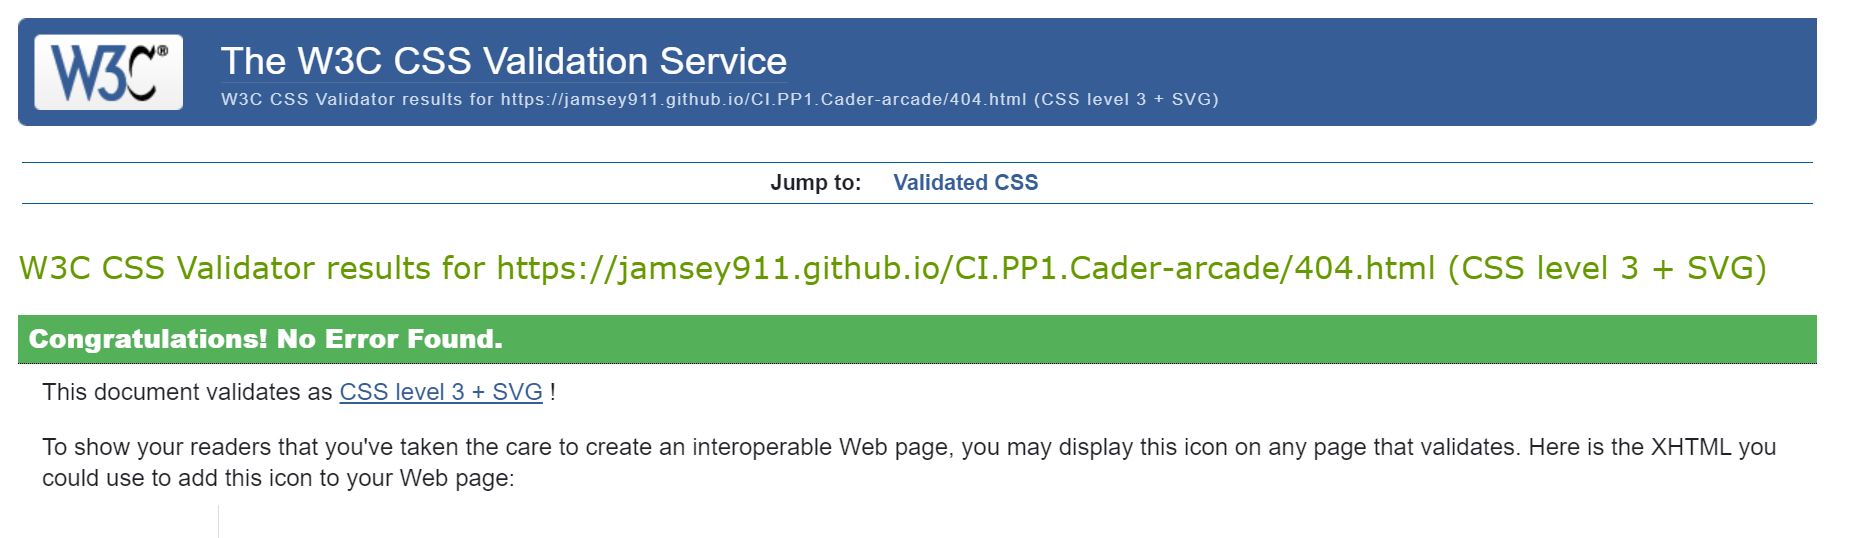 W3C®
The W3C CSS Validation Service
W3C CSS Validator results for https://jamsey911.github.io/CI.PP1.Cader-arcade/404.html (CSS level 3 + SVG)
Jump to: Validated CSS
W3C CSS Validator results for https://jamsey911.github.io/CI.PP1.Cader-arcade/404.html (CSS level 3 + SVG)
Congratulations! No Error Found.
This document validates as CSS level 3 + SVG !
To show your readers that you've taken the care to create an interoperable Web page, you may display this icon on any page that validates. Here is the XHTML you
could use to add this icon to your Web page: